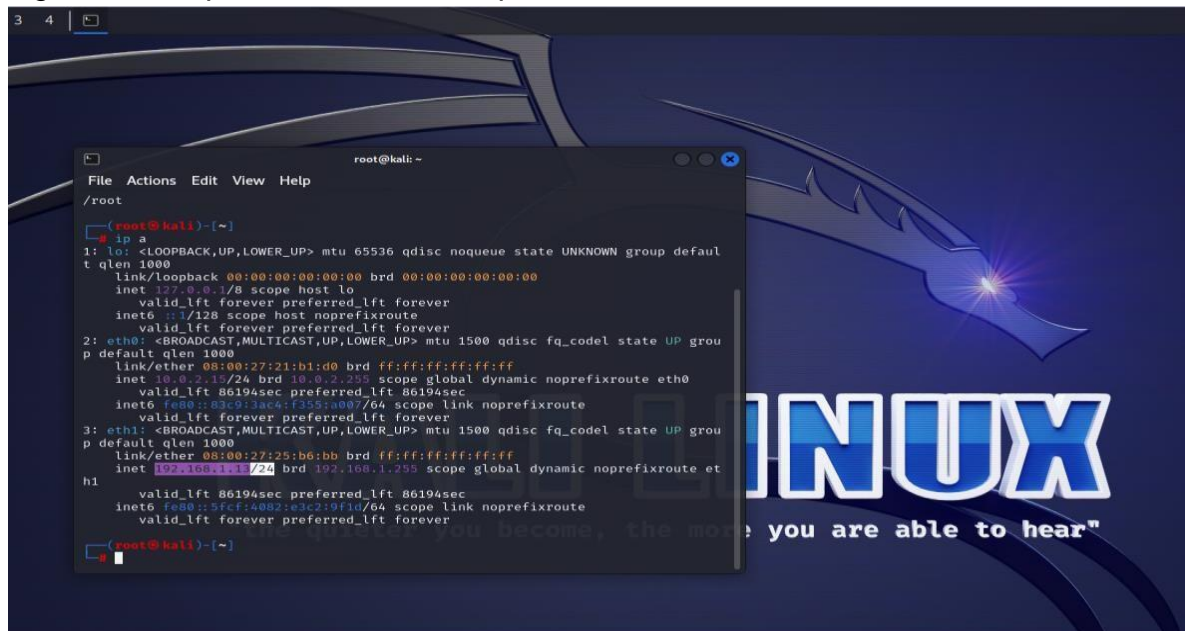 3 4
root@kali: ~
File Actions Edit View Help
/root
(root㉿kali)-[~]
# ip a
1: lo: <LOOPBACK,UP,LOWER_UP> mtu 65536 qdisc noqueue state UNKNOWN group defaul
t qlen 1000
link/loopback 00:00:00:00:00:00 brd 00:00:00:00:00:00
inet 127.0.0.1/8 scope host lo
valid_lft forever preferred_lft forever
inet6 ::1/128 scope host noprefixroute
valid_lft forever preferred_lft forever
2: eth0: <BROADCAST,MULTICAST,UP,LOWER_UP> mtu 1500 qdisc fq_codel state UP grou
p default qlen 1000
link/ether 08:00:27:21:b1:d0 brd ff:ff:ff:ff:ff:ff
inet 10.0.2.15/24 brd 10.0.2.255 scope global dynamic noprefixroute eth0
valid_lft 86194sec preferred_lft 86194sec
inet6 fe80::83c9:3ac4:f355:a007/64 scope link noprefixroute
valid_lft forever preferred_lft forever
3: eth1: <BROADCAST,MULTICAST,UP,LOWER_UP> mtu 1500 qdisc fq_codel state UP grou
p default qlen 1000
link/ether 08:00:27:25:b6:bb brd ff:ff:ff:ff:ff:ff
inet 192.168.1.13/24 brd 192.168.1.255 scope global dynamic noprefixroute et
h1
valid_lft 86194sec preferred_lft 86194sec
inet6 fe80::5fcf:4082:e3c2:9f1d/64 scope link noprefixroute
valid_lft forever preferred_lft forever
(root㉿kali)-[~]
#
LINUX
the quieter you become, the more you are able to hear"